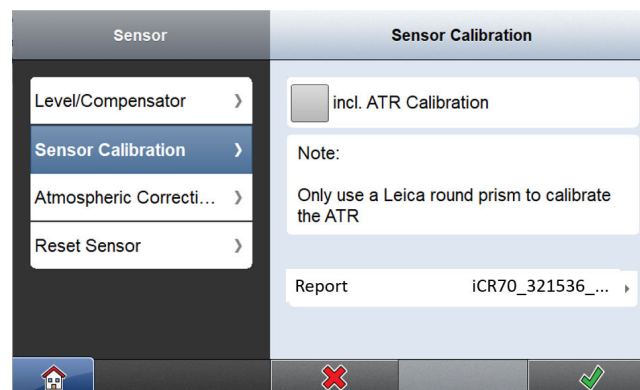 Sensor
Sensor Calibration
Level/Compensator
Sensor Calibration
Atmospheric Correcti...
Reset Sensor
incl. ATR Calibration
Note:
Only use a Leica round prism to calibrate
the ATR
Report iCR70_321536_...